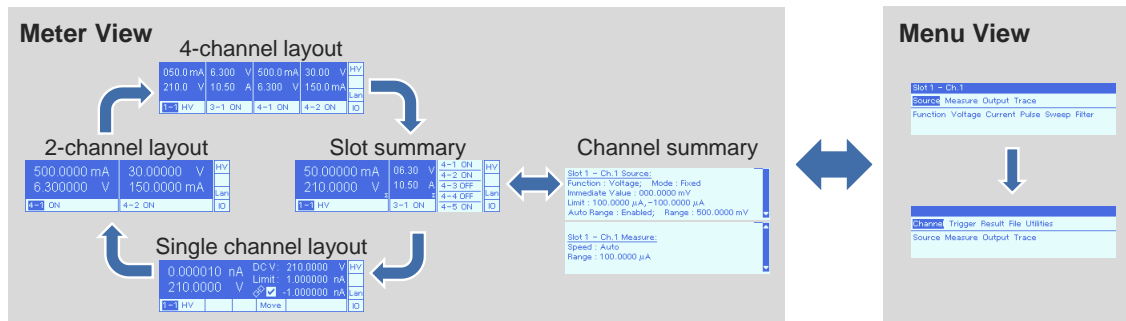 Meter View
4-channel layout
050.0 mA 6.300 V 500.0 mA 30.00 V HV
210.0 V 10.50 A 6.300 V 150.0 mA
Lan
1-1 HV 3-1 ON 4-1 ON 4-2 ON IO
2-channel layout
500.0000 mA 30.00000 V HV
6.300000 V 150.0000 mA
Lan
4-1 ON 4-2 ON IO
Slot summary
50.00000 mA 06.30 V 4-1 ON HV
4-2 ON
210.0000 V 10.50 A 4-3 OFF
4-4 OFF Lan
1-1 HV 3-1 ON 4-5 ON IO
Channel summary
Slot 1 - Ch.1 Source:
Function : Voltage; Mode : Fixed
Immediate Value : 000.0000 mV
Limit : 100.0000 µA, -100.0000 µA
Auto Range : Enabled; Range : 500.0000 mV
Slot 1 - Ch.1 Measure:
Speed : Auto
Range : 100.0000 µA
Single channel layout
0.000010 nA DC V : 210.0000 V HV
210.0000 V Limit : 1.000000 nA
-1.000000 nA Lan
1-1 HV Move IO
Menu View
Slot 1 - Ch.1
Source Measure Output Trace
Function Voltage Current Pulse Sweep Filter
Channel Trigger Result File Utilities
Source Measure Output Trace